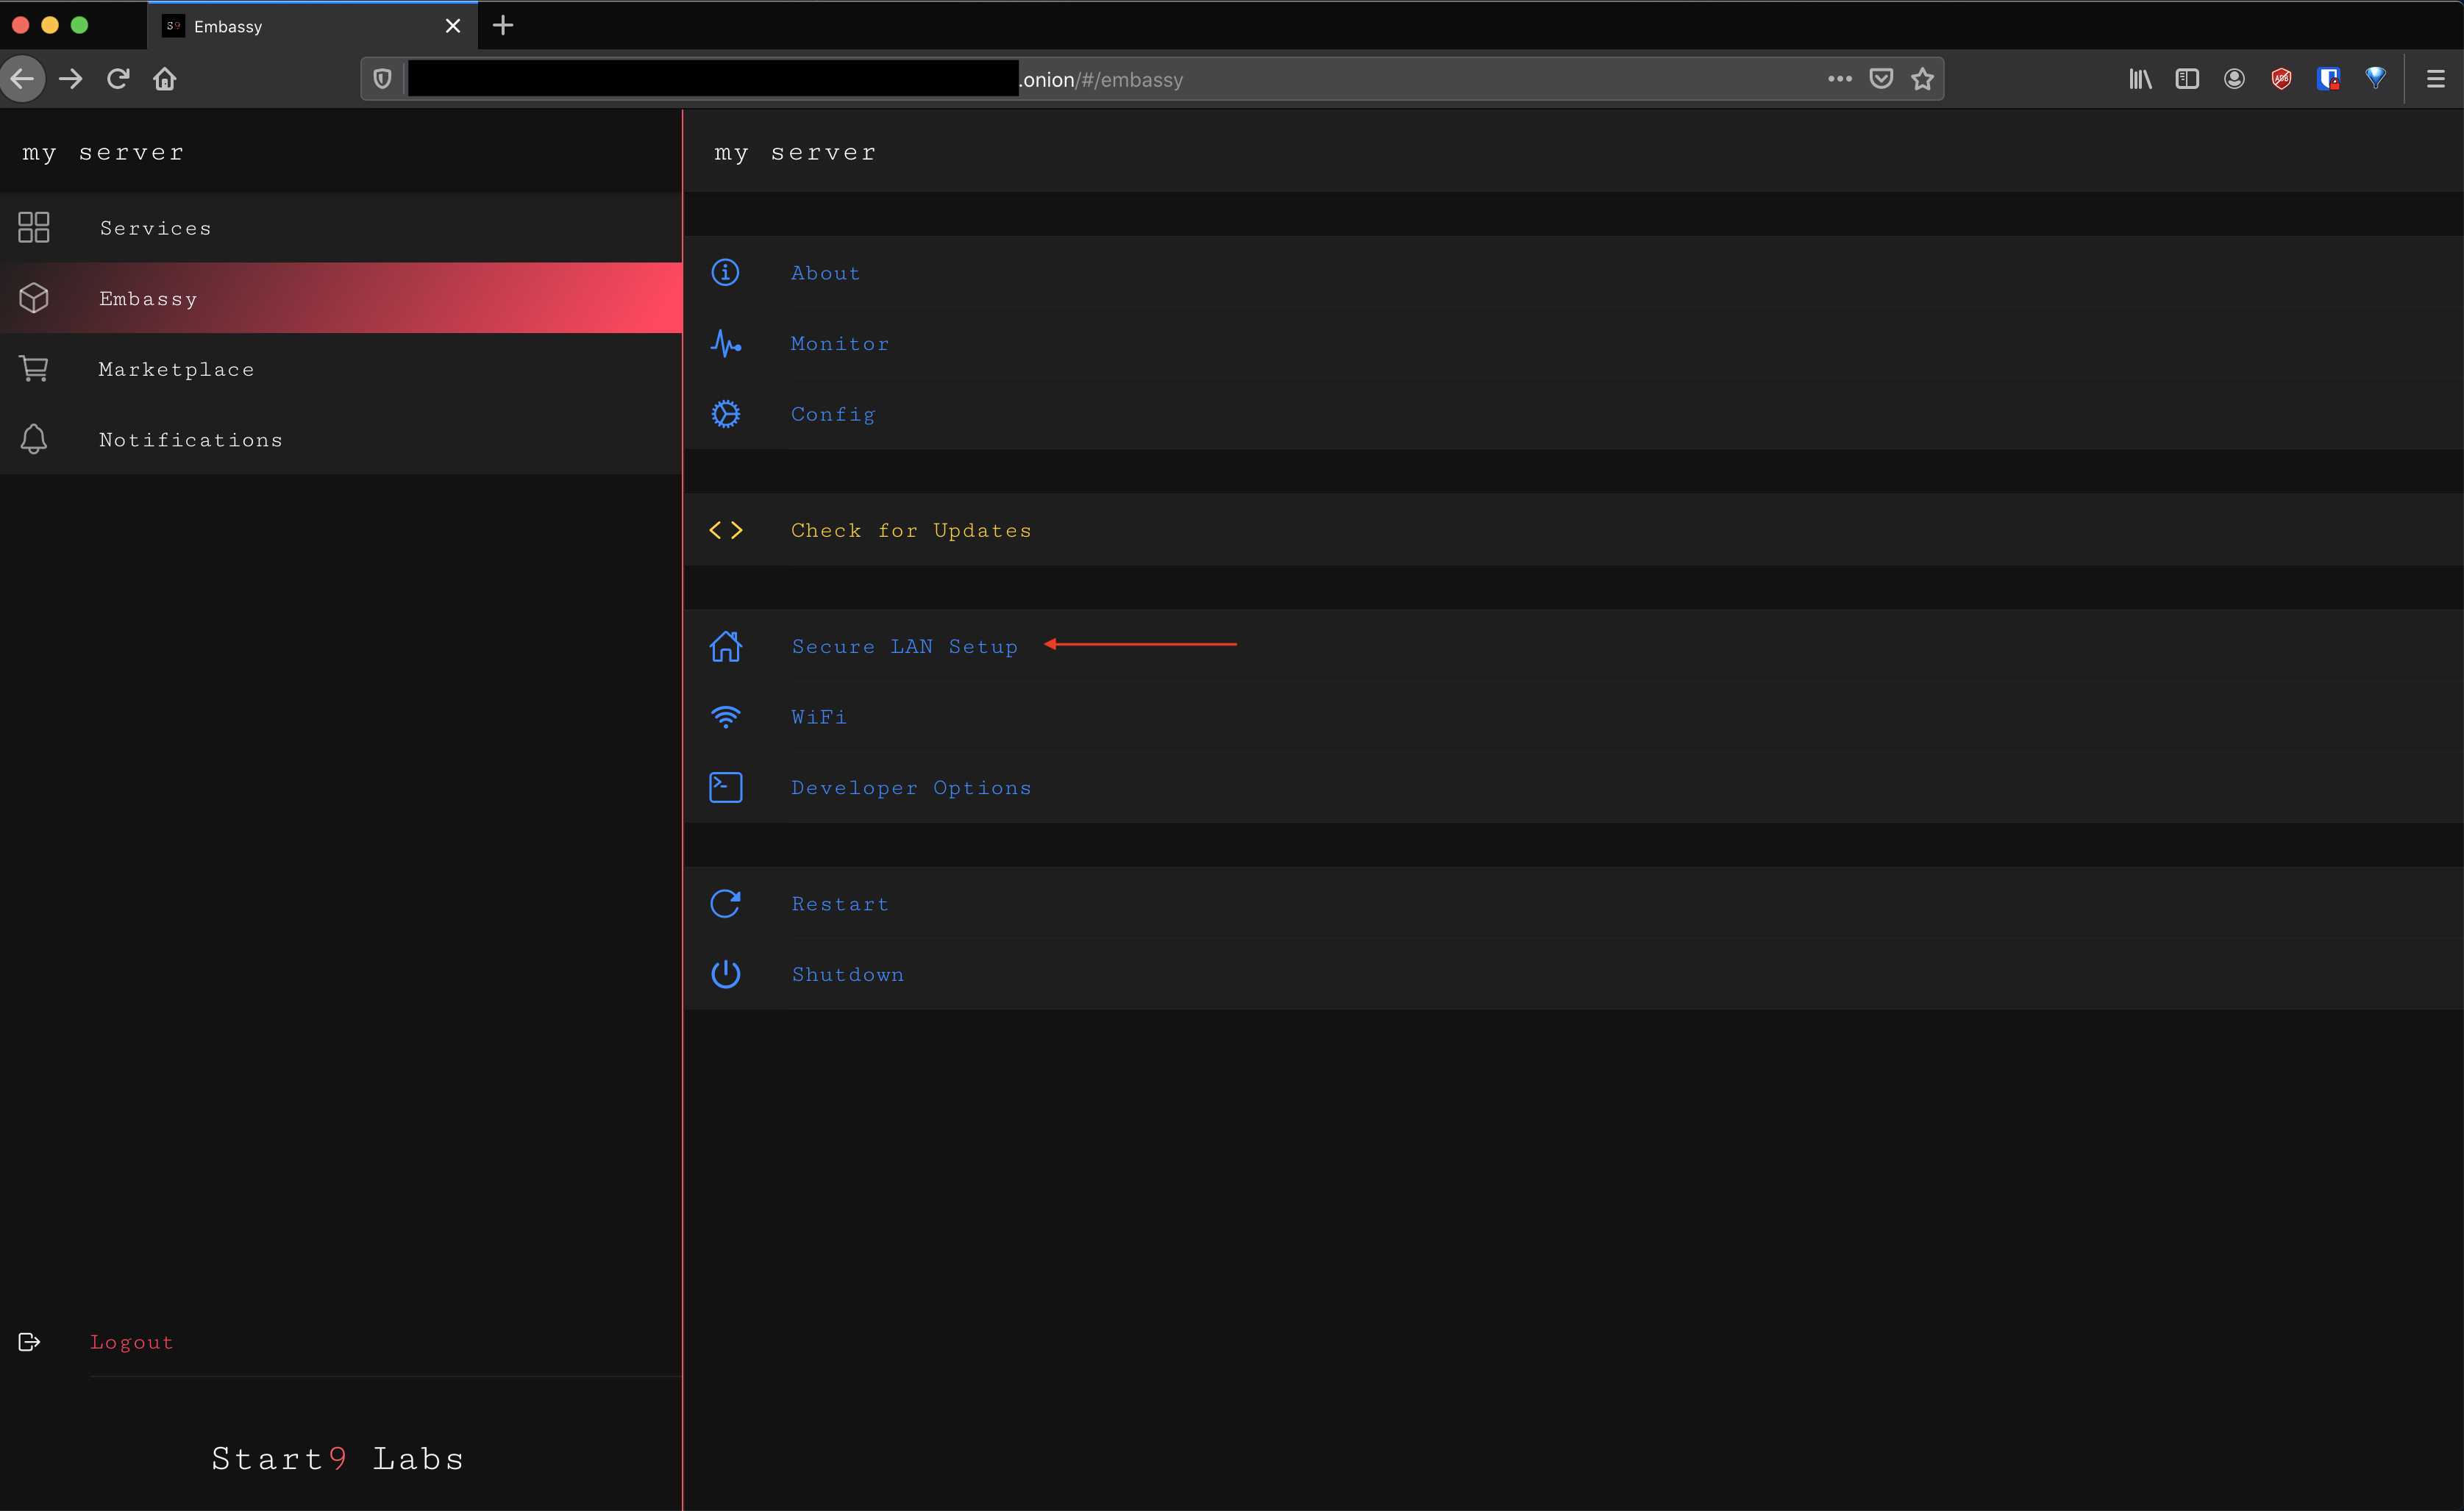 S9 Embassy
.onion/#/embassy
my server
Services
Embassy
Marketplace
Notifications
Logout
Start9 Labs
my server
About
Monitor
Config
Check for Updates
Secure LAN Setup
WiFi
Developer Options
Restart
Shutdown